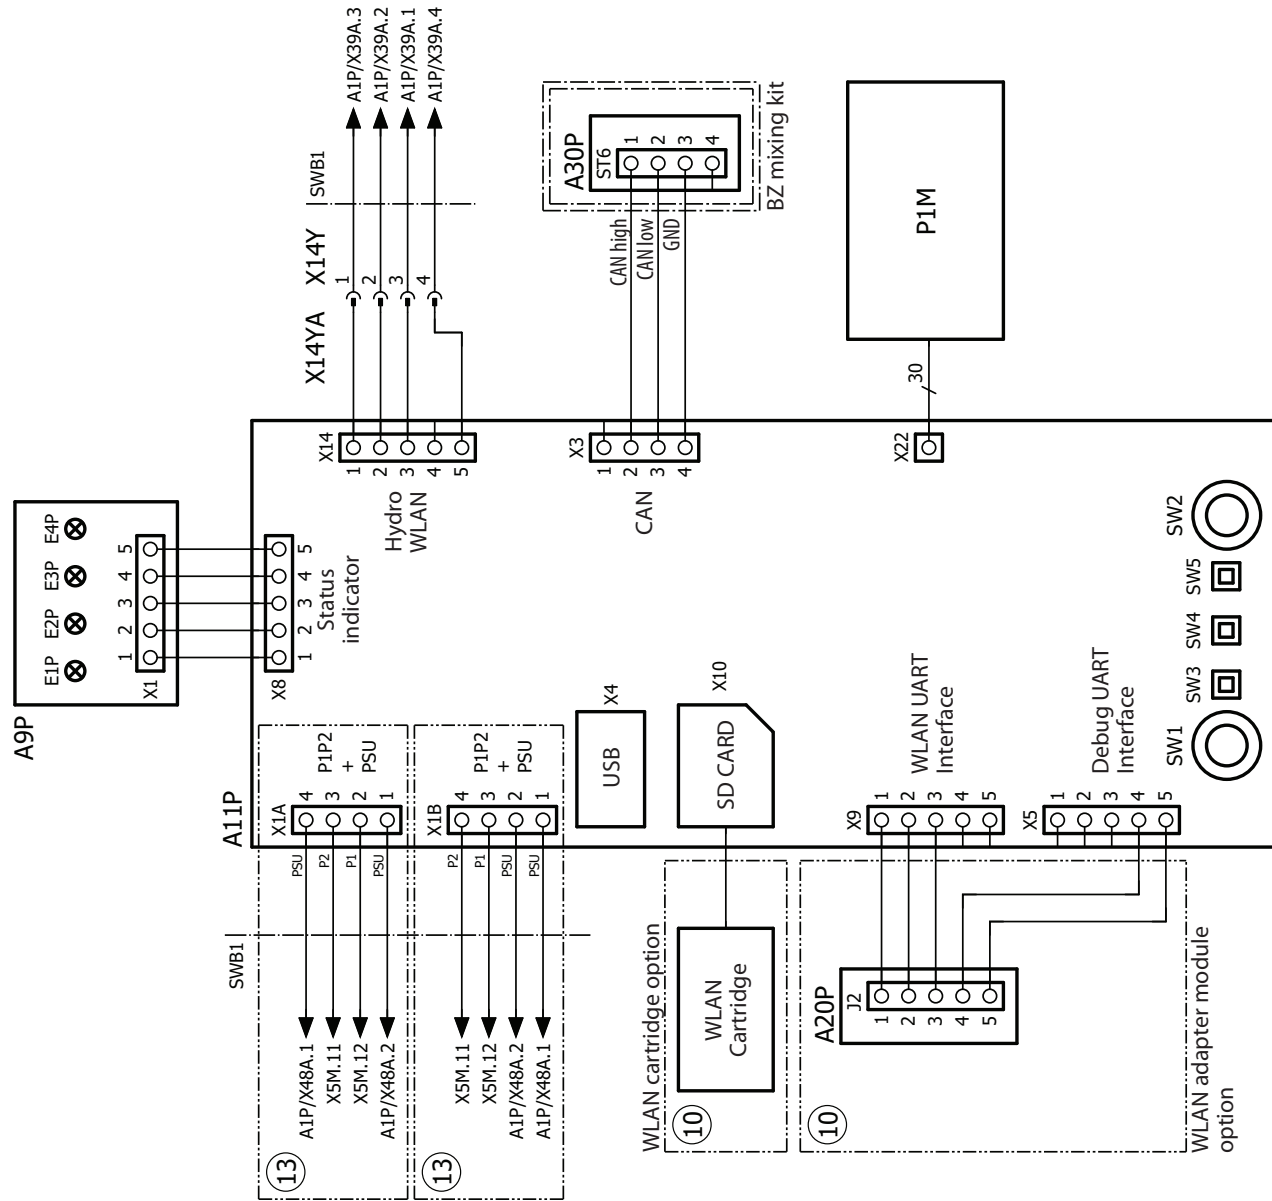 A9P
E1P
E2P
E3P
E4P
1
2
3
4
5
X1
X8
1
2
3
4
5
Status
indicator
A11P
SWB1
13
A1P/X48A.1
X5M.11
X5M.12
A1P/X48A.2
PSU
P2
P1
PSU
X1A
4
3
2
1
P1P2
+
PSU
13
X5M.11
X5M.12
A1P/X48A.2
A1P/X48A.1
P2
P1
PSU
PSU
X1B
4
3
2
1
P1P2
+
PSU
USB
X4
SD CARD
X10
WLAN cartridge option
10
WLAN
Cartridge
WLAN adapter module
option
10
A20P
J2
1
2
3
4
5
X9
1
2
3
4
5
WLAN UART
Interface
X5
1
2
3
4
5
Debug UART
Interface
SW1
SW3
SW4
SW5
SW2
X14
1
2
3
4
5
Hydro
WLAN
X14YA
X14Y
1
2
3
4
SWB1
A1P/X39A.3
A1P/X39A.2
A1P/X39A.1
A1P/X39A.4
X3
1
2
3
4
CAN
CAN high
CAN low
GND
A30P
ST6
1
2
3
4
BZ mixing kit
X22
30
P1M